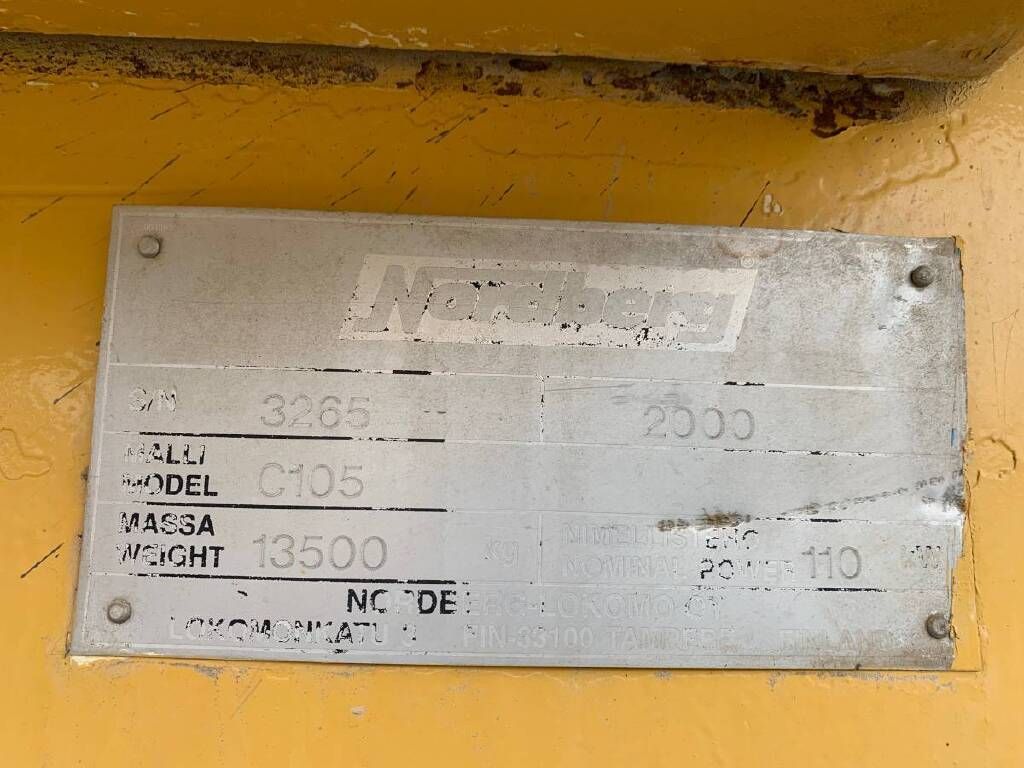 Nordberg®
S/N 3265 2000
MALLI
MODEL C105
MASSA NIMELLISTEHO
WEIGHT 13500 kg NOMINAL POWER 110 kW
NORDBERG-LOKOMO OY
LOKOMONKATU 3 FIN-33100 TAMPERE FINLAND